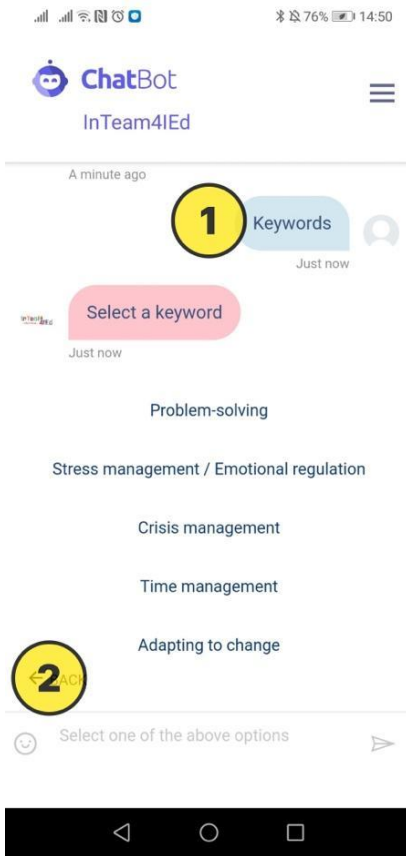 76% 14:50
ChatBot
InTeam4IEd
A minute ago
1
Keywords
Just now
Select a keyword
Just now
Problem-solving
Stress management / Emotional regulation
Crisis management
Time management
Adapting to change
2
BACK
Select one of the above options